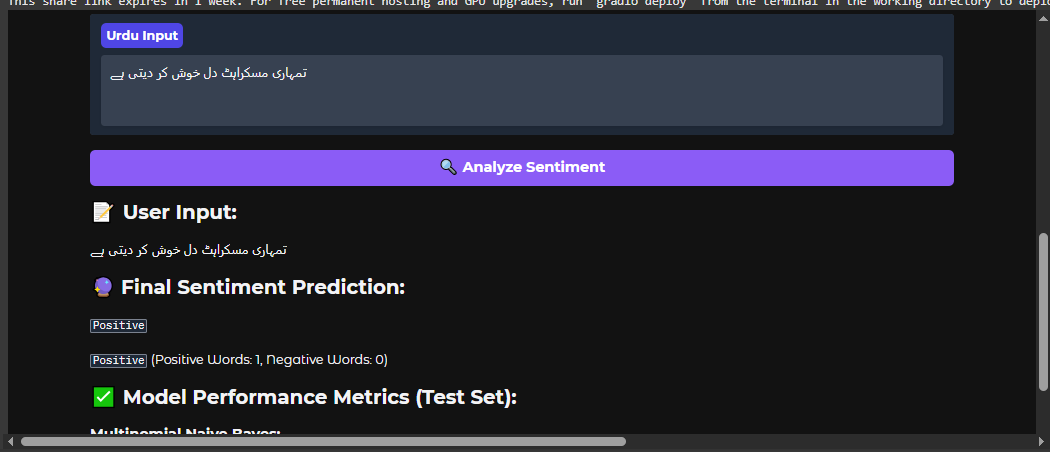 This share link expires in 1 week. For free permanent hosting and GPU upgrades, run `gradio deploy` from the terminal in the working directory to deplo
Urdu Input
تمہاری مسکراہٹ دل خوش کر دیتی ہے
🔍 Analyze Sentiment
📝 User Input:
تمہاری مسکراہٹ دل خوش کر دیتی ہے
🔮 Final Sentiment Prediction:
Positive
Positive (Positive Words: 1, Negative Words: 0)
✅ Model Performance Metrics (Test Set):
Multinomial Naive Bayes: